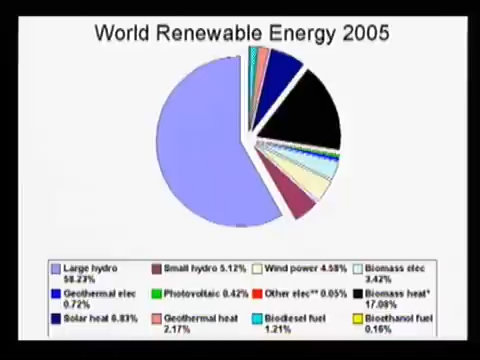 World Renewable Energy 2005
Large hydro 58.23%
Small hydro 5.12%
Wind power 4.58%
Biomass elec 3.42%
Geothermal elec 0.72%
Photovoltaic 0.42%
Other elec** 0.05%
Biomass heat* 17.08%
Solar heat 6.83%
Geothermal heat 2.17%
Biodiesel fuel 1.21%
Bioethanol fuel 0.16%